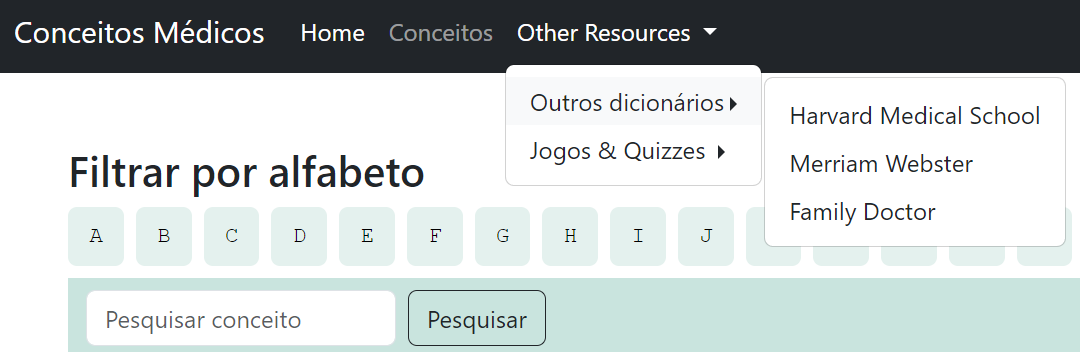 Conceitos Médicos Home Conceitos Other Resources
Outros dicionários
Jogos & Quizzes
Harvard Medical School
Merriam Webster
Family Doctor
Filtrar por alfabeto
A B C D E F G H I J
Pesquisar conceito Pesquisar